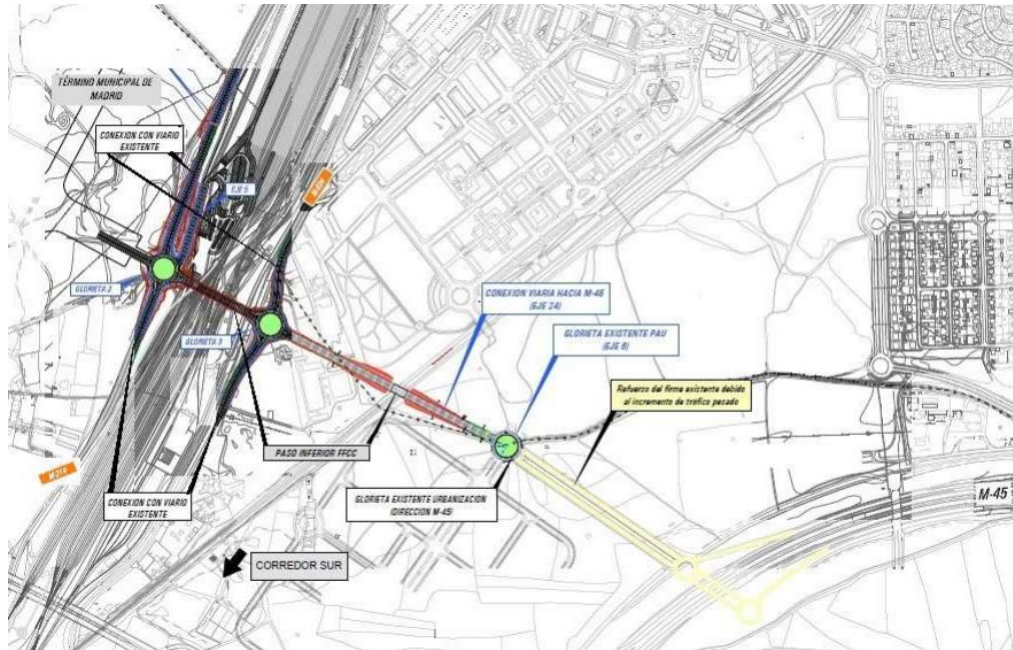 TÉRMINO MUNICIPAL DE
MADRID
CONEXION CON VIARIO
EXISTENTE
EJE 5
GLORIETA 2
GLORIETA 3
CONEXION VIARIA HACIA M-45
(EJE 24)
GLORIETA EXISTENTE PAU
(EJE 8)
Refuerzo del firme existente debido
al incremento de tráfico pesado
PASO INFERIOR FFCC
CONEXION CON VIARIO
EXISTENTE
GLORIETA EXISTENTE URBANIZACION
(DIRECCION M-45)
M-45
CORREDOR SUR